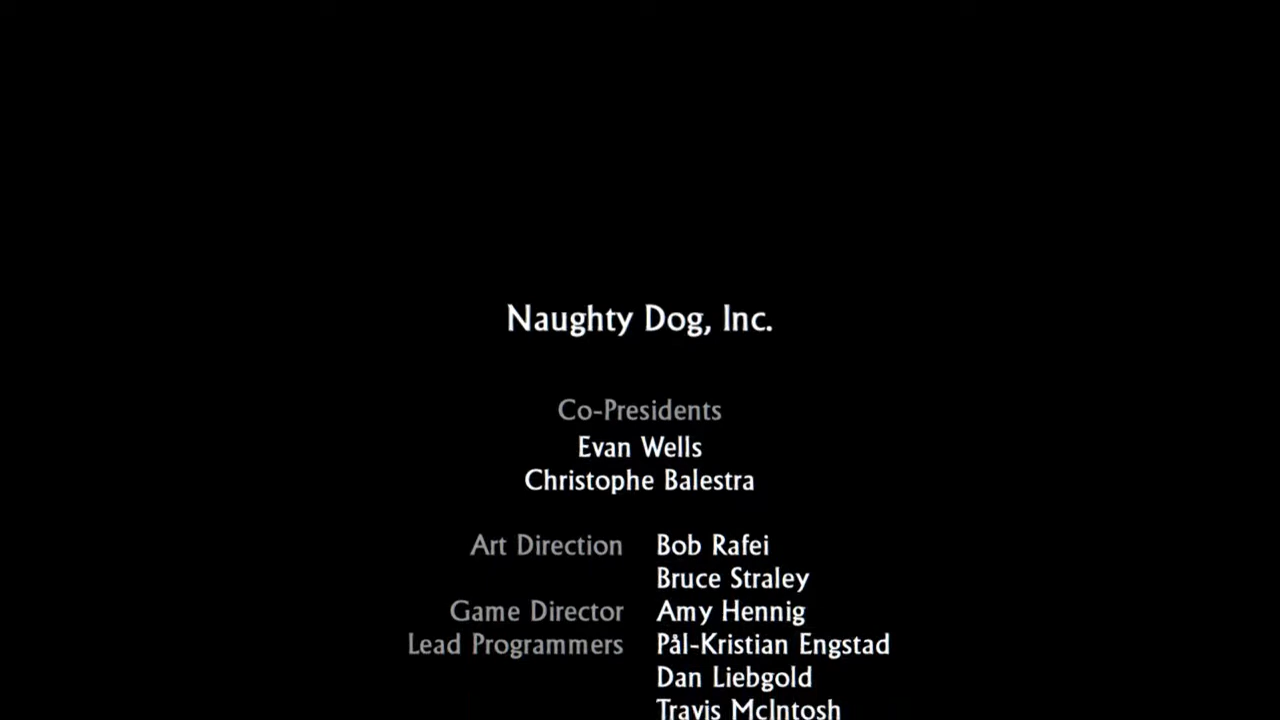 Naughty Dog, Inc.
Co-Presidents
Evan Wells
Christophe Balestra
Art Direction Bob Rafei
Bruce Straley
Game Director Amy Hennig
Lead Programmers Pål-Kristian Engstad
Dan Liebgold
Travis McIntosh